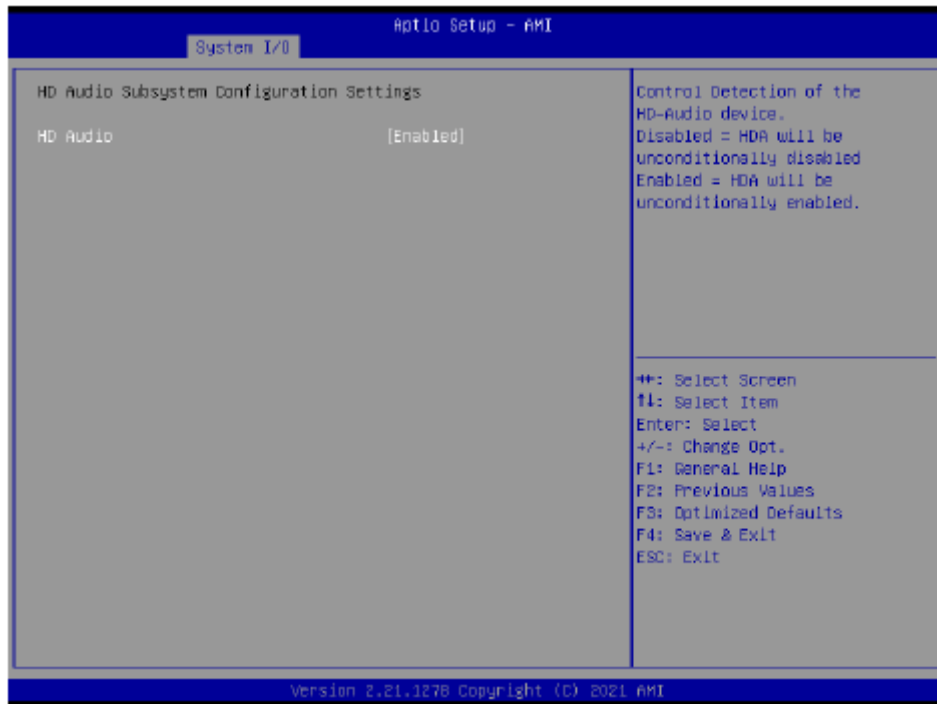 Aptio Setup - AMI
System I/O
HD Audio Subsystem Configuration Settings
HD Audio [Enabled]
Control Detection of the
HD-Audio device.
Disabled = HDA will be
unconditionally disabled
Enabled = HDA will be
unconditionally enabled.
→←: Select Screen
↑↓: Select Item
Enter: Select
+/-: Change Opt.
F1: General Help
F2: Previous Values
F3: Optimized Defaults
F4: Save & Exit
ESC: Exit
Version 2.21.1278 Copyright (C) 2021 AMI